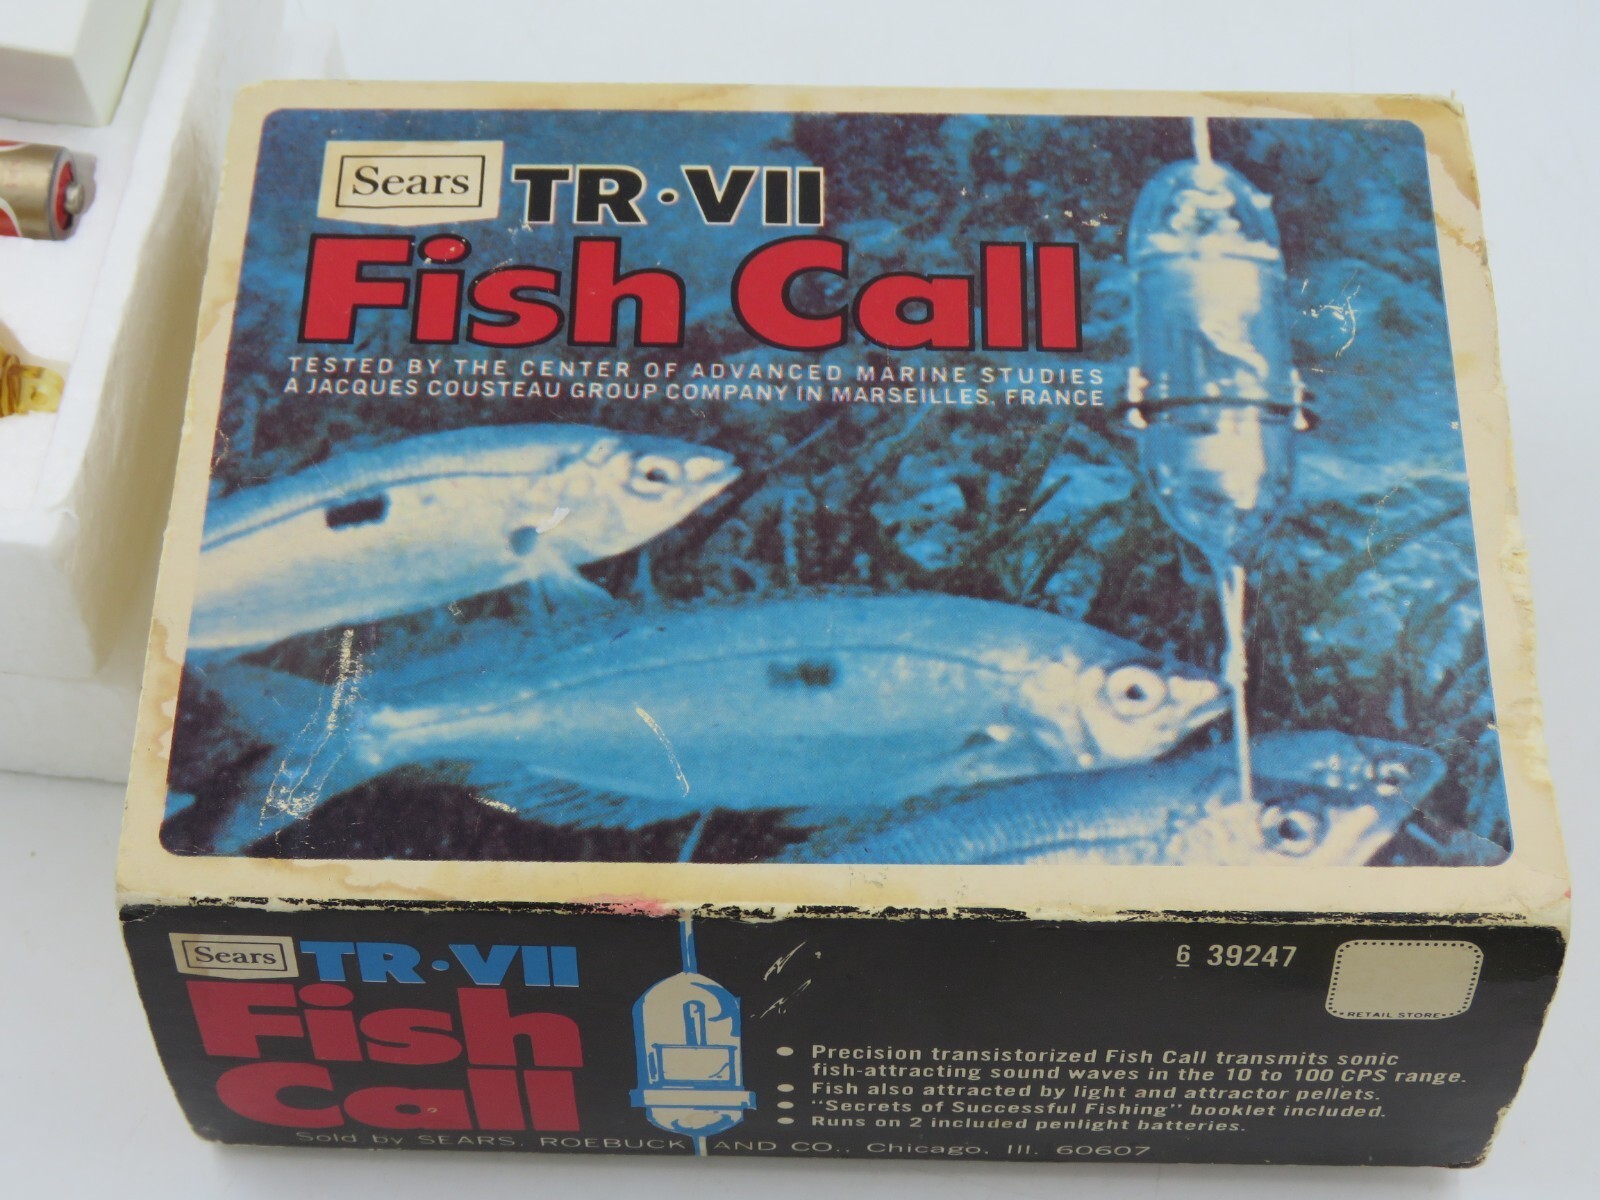 Sears TR·VII
Fish Call
TESTED BY THE CENTER OF ADVANCED MARINE STUDIES
A JACQUES COUSTEAU GROUP COMPANY IN MARSEILLES, FRANCE
Sears TR·VII
Fish
Call
6 39247
RETAIL STORE
• Precision transistorized Fish Call transmits sonic
fish-attracting sound waves in the 10 to 100 CPS range.
• Fish also attracted by light and attractor pellets.
• "Secrets of Successful Fishing" booklet included.
• Runs on 2 included penlight batteries.
Sold by SEARS, ROEBUCK AND CO., Chicago, Ill. 60607